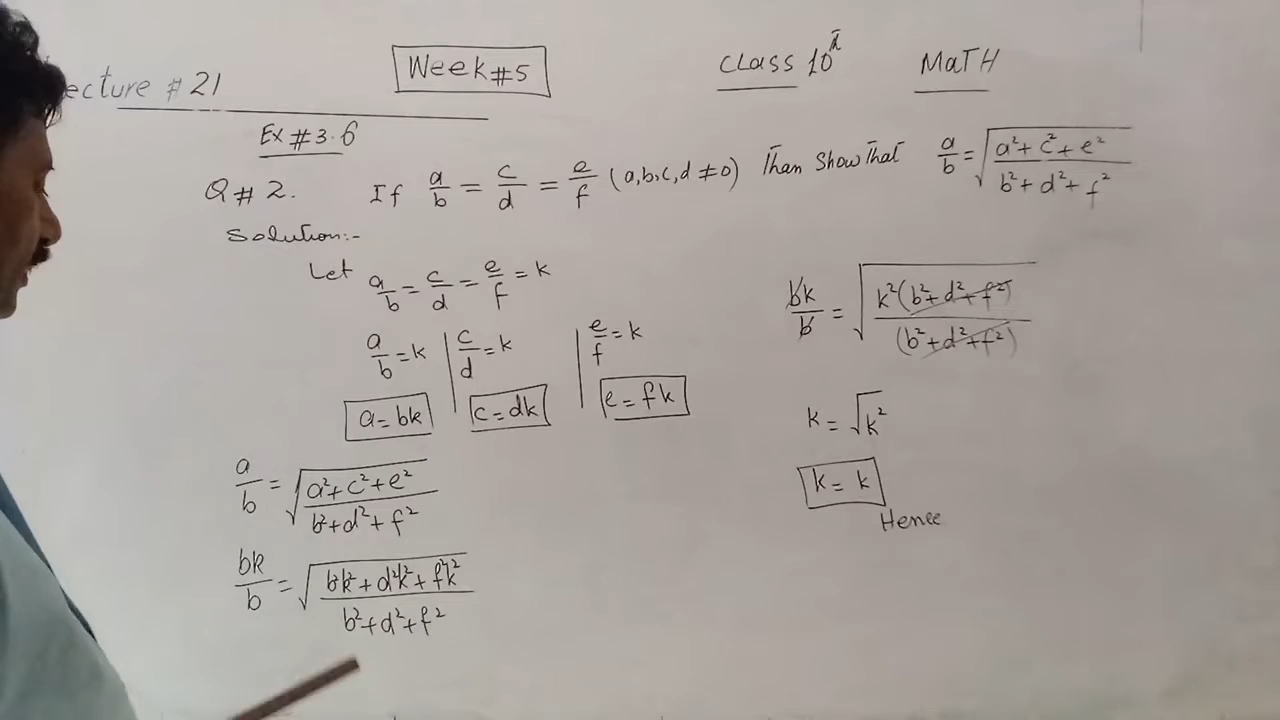 ecture # 21
Week #5
Class 10th
MaTH
Ex # 3.6
Q # 2. If a/b = c/d = e/f (a,b,c,d ≠ 0) Than Show That a/b = √((a²+c²+e²)/(b²+d²+f²))
Solution:-
Let a/b = c/d = e/f = k
a/b = k | c/d = k | e/f = k
a = bk | c = dk | e = fk
a/b = √((a²+c²+e²)/(b²+d²+f²))
bk/b = √((b²k²+d²k²+f²k²)/(b²+d²+f²))
bk/b = √(k²(b²+d²+f²)/(b²+d²+f²))
k = √k²
k = k
Hence